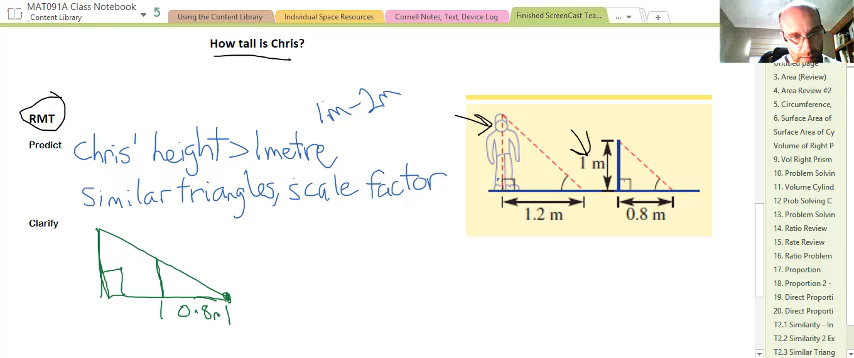 MAT091A Class Notebook
5
Using the Content Library
Individual Space Resources
Cornell Notes, Text, Device Log
Finished ScreenCast Tea...
...
+
How tall is Chris?
RMT
1m-2m
Predict
Chris' height > 1 metre,
similar triangles, scale factor
Clarify
0.8m
1 m
1.2 m
0.8 m
Untitled page
3. Area (Review)
4. Area Review #2
5. Circumference,
6. Surface Area of
Surface Area of Cy
Volume of Right P
9. Vol Right Prism
10. Problem Solvin
11. Volume Cylind
12 Prob Solving C
13. Problem Solvin
14. Ratio Review
15. Rate Review
16. Ratio Problem
17. Proportion
18. Proportion 2 -
19. Direct Proporti
20. Direct Proporti
T2.1 Similarity - In
T2.2 Similarity 2 Ex
T2.3 Similar Triang